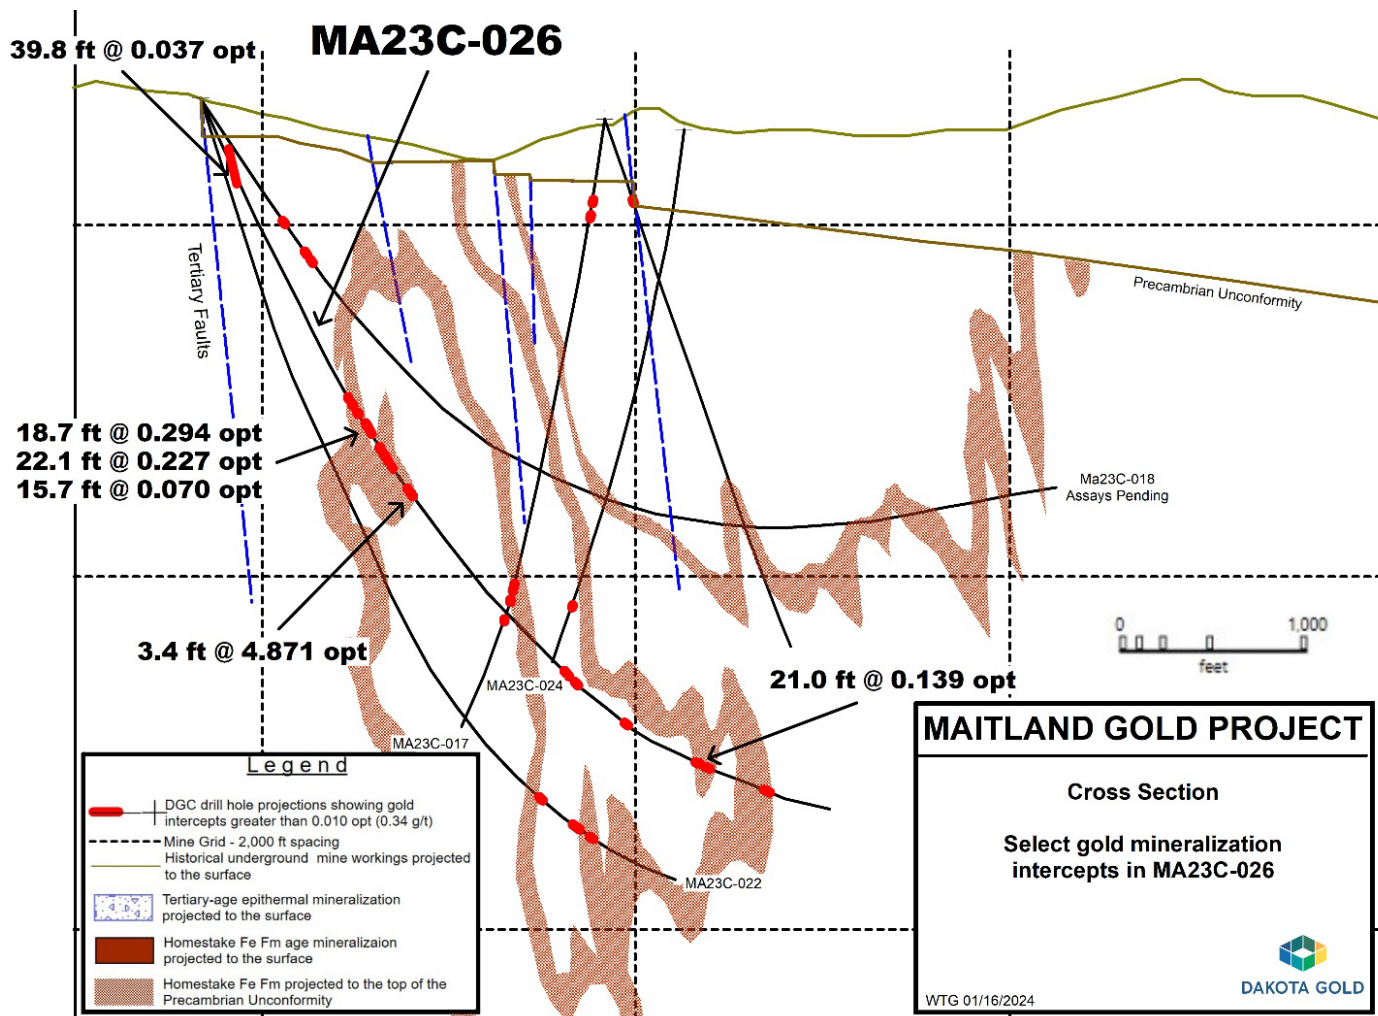 39.8 ft @ 0.037 opt
MA23C-026
Tertiary Faults
Precambrian Unconformity
18.7 ft @ 0.294 opt
22.1 ft @ 0.227 opt
15.7 ft @ 0.070 opt
Ma23C-018
Assays Pending
3.4 ft @ 4.871 opt
MA23C-024
21.0 ft @ 0.139 opt
MA23C-017
MA23C-022
0 1,000
feet
Legend
DGC drill hole projections showing gold
intercepts greater than 0.010 opt (0.34 g/t)
Mine Grid - 2,000 ft spacing
Historical underground mine workings projected
to the surface
Tertiary-age epithermal mineralization
projected to the surface
Homestake Fe Fm age mineralizaion
projected to the surface
Homestake Fe Fm projected to the top of the
Precambrian Unconformity
MAITLAND GOLD PROJECT
Cross Section
Select gold mineralization
intercepts in MA23C-026
WTG 01/16/2024
DAKOTA GOLD